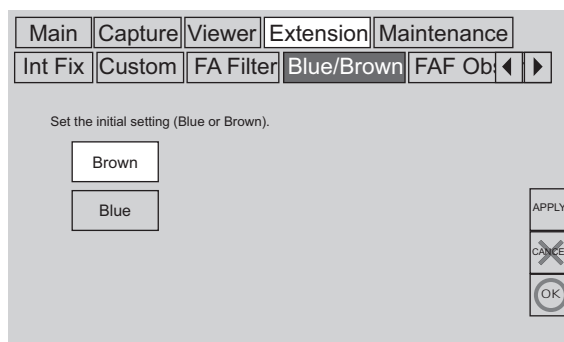 Main Capture Viewer Extension Maintenance
Int Fix Custom FA Filter Blue/Brown FAF
Set the initial setting (Blue or Brown).
Brown
Blue
APPLY
OK